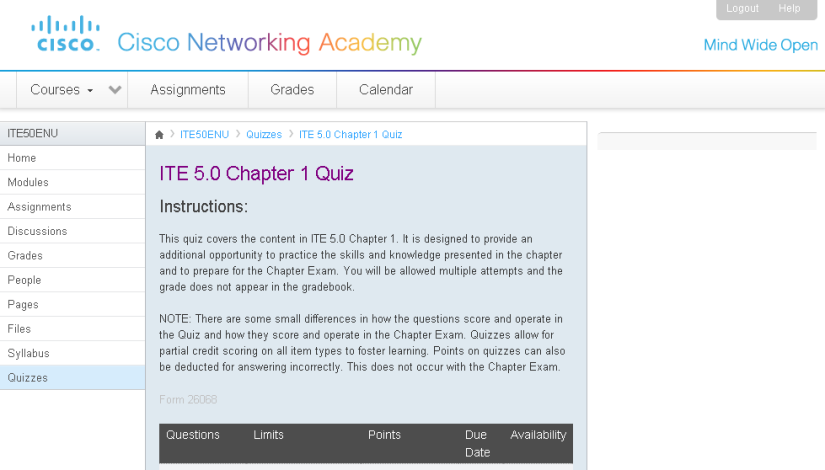 Logout Help
cisco. Cisco Networking Academy
Mind Wide Open
Courses Assignments Grades Calendar
ITE50ENU
Home
Modules
Assignments
Discussions
Grades
People
Pages
Files
Syllabus
Quizzes
ITE50ENU > Quizzes > ITE 5.0 Chapter 1 Quiz
ITE 5.0 Chapter 1 Quiz
Instructions:
This quiz covers the content in ITE 5.0 Chapter 1. It is designed to provide an
additional opportunity to practice the skills and knowledge presented in the chapter
and to prepare for the Chapter Exam. You will be allowed multiple attempts and the
grade does not appear in the gradebook.
NOTE: There are some small differences in how the questions score and operate in
the Quiz and how they score and operate in the Chapter Exam. Quizzes allow for
partial credit scoring on all item types to foster learning. Points on quizzes can also
be deducted for answering incorrectly. This does not occur with the Chapter Exam.
Form 26068
Questions Limits Points Due Availability
Date